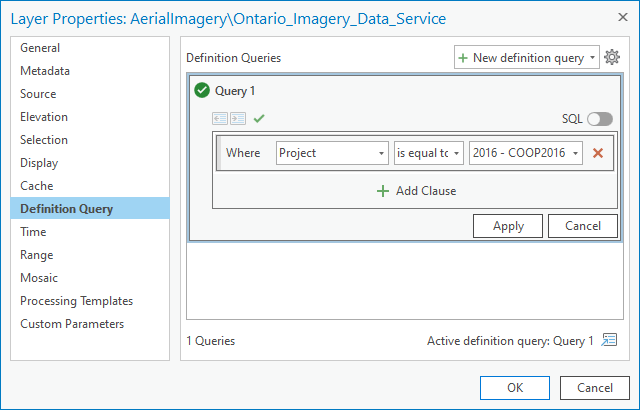 Layer Properties: AerialImagery\Ontario_Imagery_Data_Service
General
Metadata
Source
Elevation
Selection
Display
Cache
Definition Query
Time
Range
Mosaic
Processing Templates
Custom Parameters
Definition Queries
New definition query
Query 1
SQL
Where Project is equal to 2016 - COOP2016
Add Clause
Apply Cancel
1 Queries
Active definition query: Query 1
OK Cancel